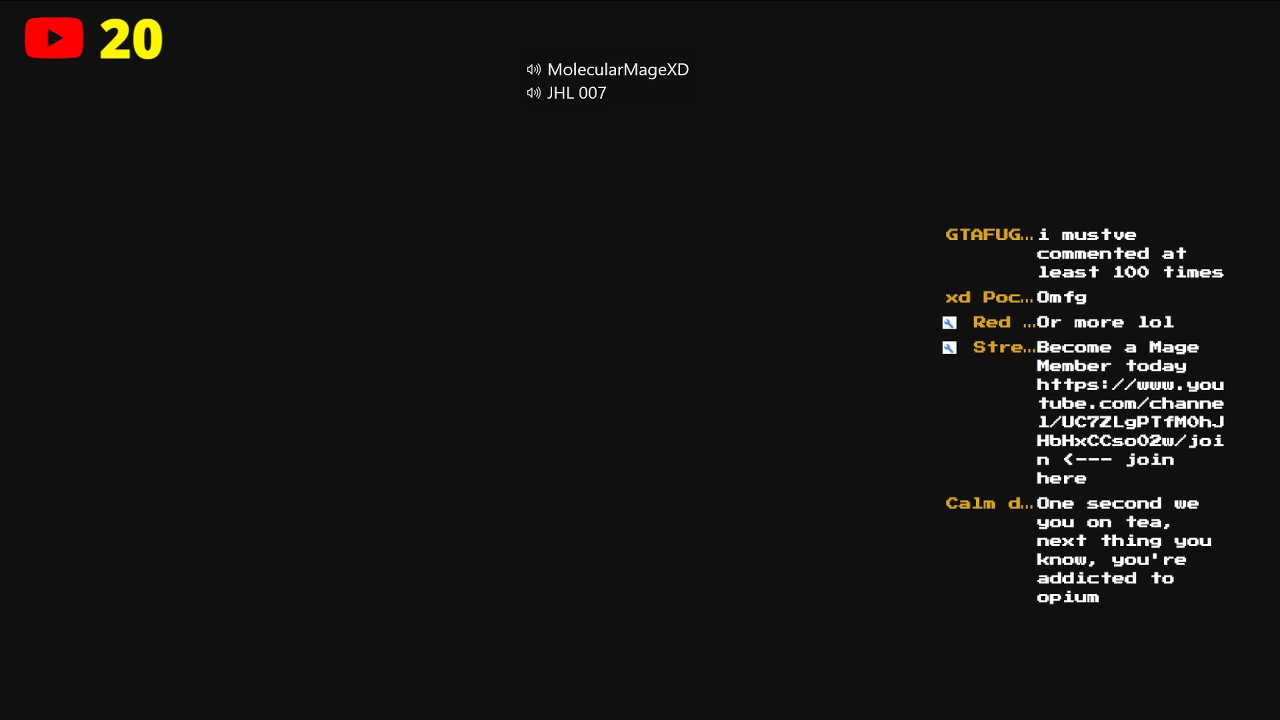 20
MolecularMageXD
JHL 007
GTAFUG... i mustve
commented at
least 100 times
xd Poc... Omfg
Red ... Or more lol
Stre... Become a Mage
Member today
https://www.you
tube.com/channe
l/UC7ZLgPTfM0hJ
HbHxCCso02w/joi
n <--- join
here
Calm d... One second we
you on tea,
next thing you
know, you're
addicted to
opium